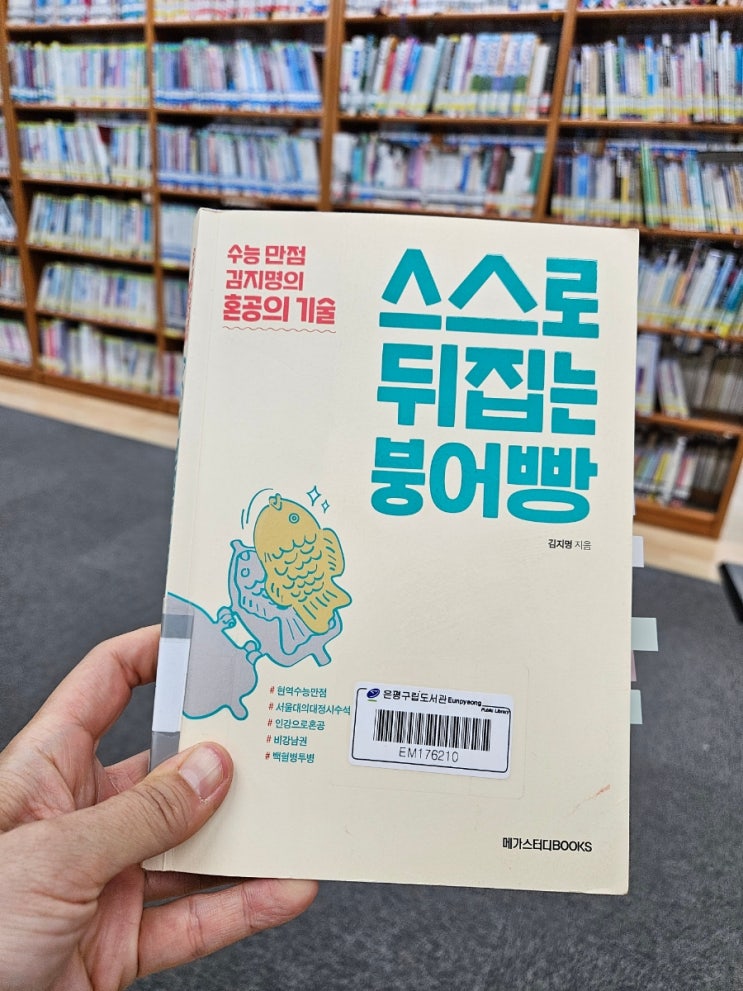 수능 만점
김지명의
혼공의 기술
스스로
뒤집는
붕어빵
김지명 지음
# 현역수능만점
# 서울대의대정시수석
# 인강으로혼공
# 비강남권
# 백혈병투병
은평구립도서관 Eunpyeong Public Library
EM176210
메가스터디BOOKS